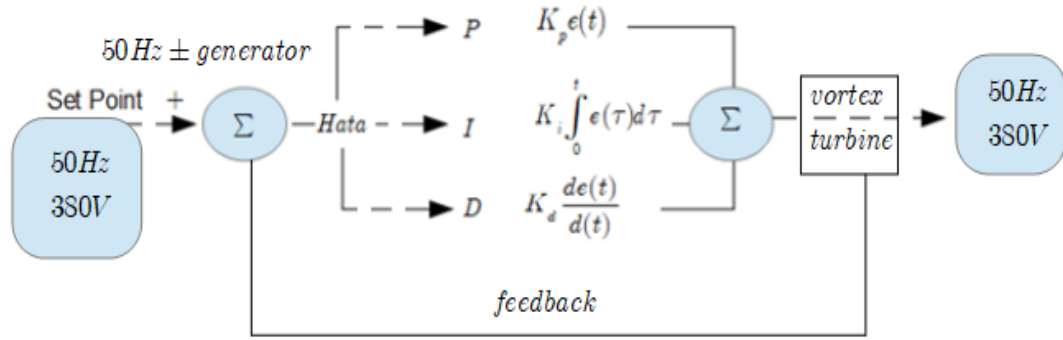 50Hz ± generator
Set Point +
50Hz
380V
Σ
Hata
P K_p e(t)
I K_i ∫_0^t e(τ)dτ
D K_d de(t)/d(t)
Σ
vortex
turbine
50Hz
380V
feedback